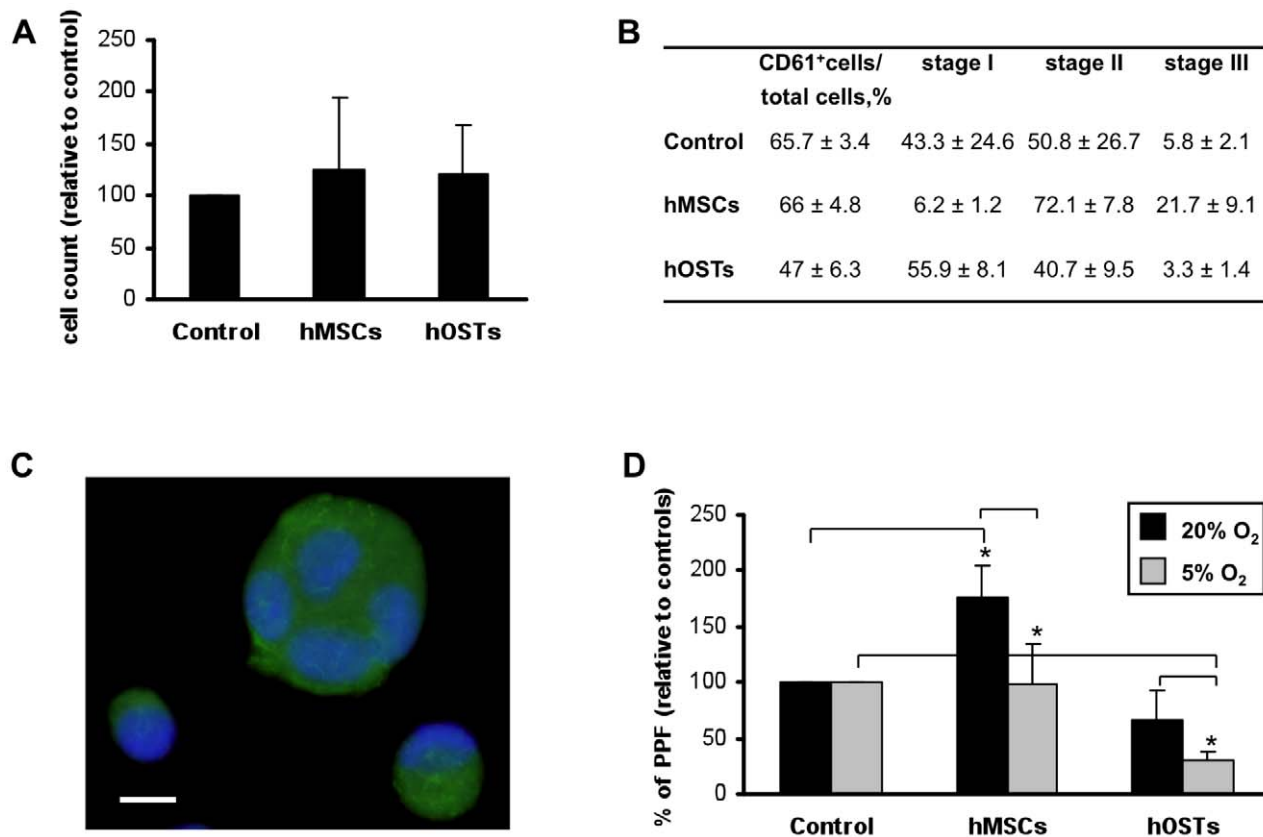 A
cell count (relative to control)
250
200
150
100
50
0
Control hMSCs hOSTs
B
CD61⁺cells/ stage I stage II stage III
total cells,%
Control 65.7 ± 3.4 43.3 ± 24.6 50.8 ± 26.7 5.8 ± 2.1
hMSCs 66 ± 4.8 6.2 ± 1.2 72.1 ± 7.8 21.7 ± 9.1
hOSTs 47 ± 6.3 55.9 ± 8.1 40.7 ± 9.5 3.3 ± 1.4
C
D
% of PPF (relative to controls)
250
200
150
100
50
0
20% O₂
5% O₂
*
*
*
Control hMSCs hOSTs